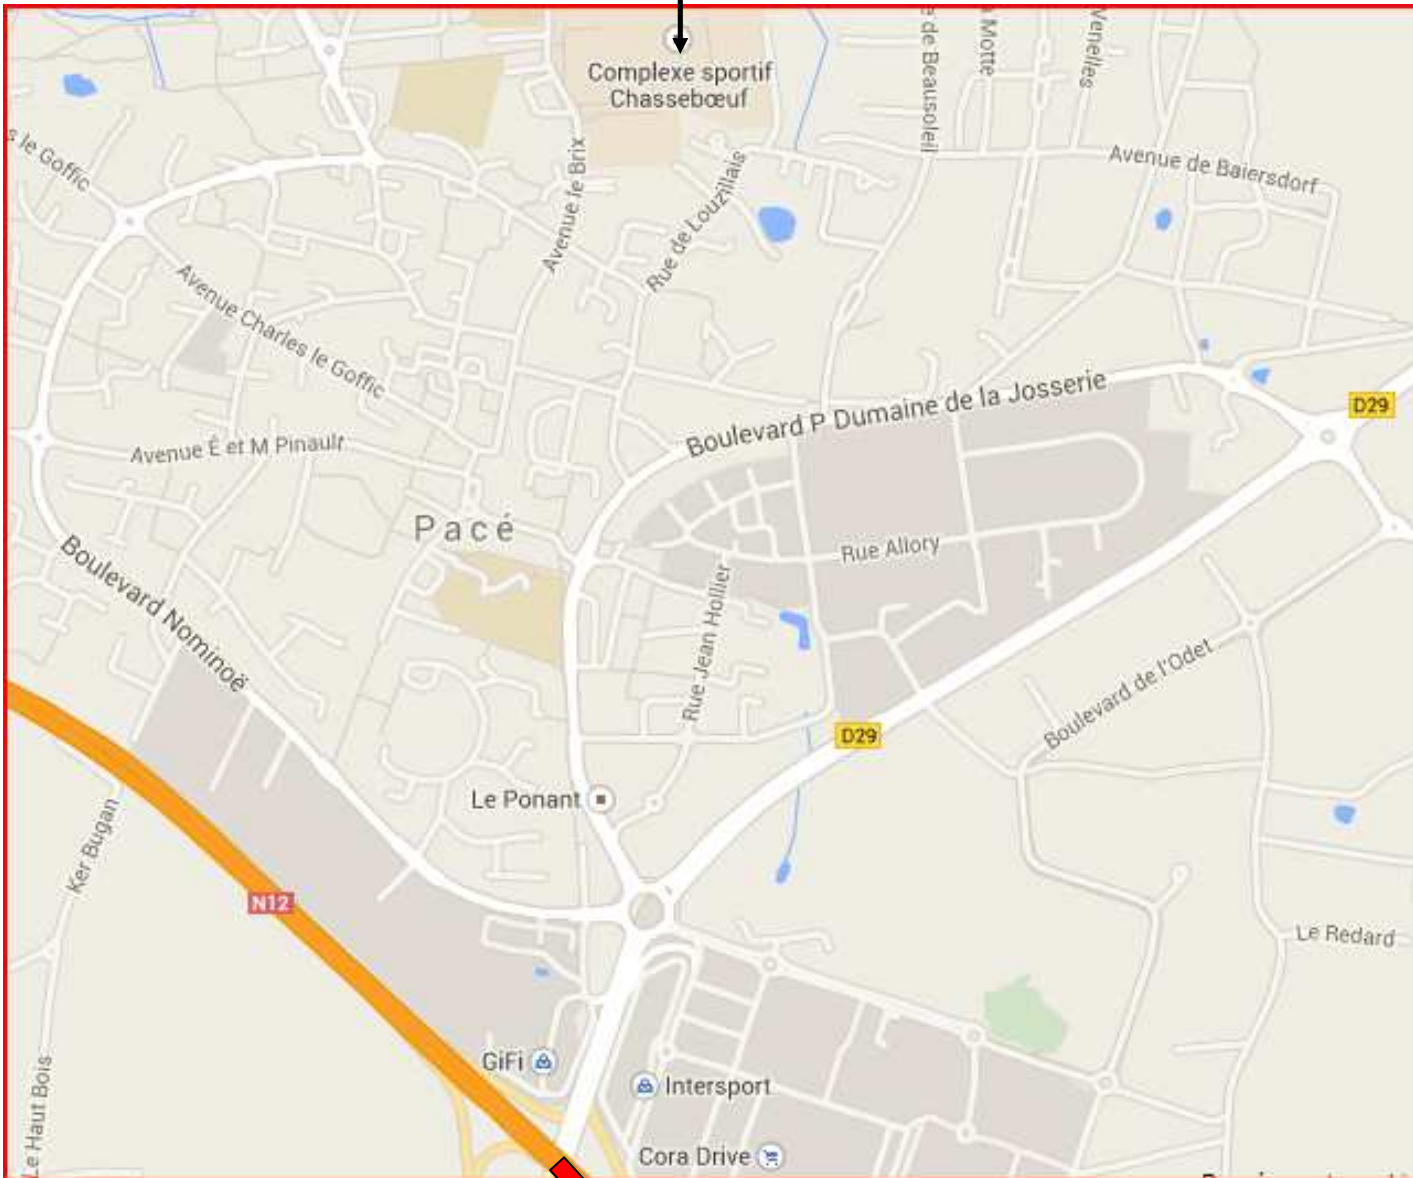 Complexe sportif
Chassebœuf
e de Beausoleil
Motte
Venelles
s le Goffic
Avenue le Brix
Rue de Louzillais
Avenue de Baiersdorf
Avenue Charles le Goffic
Boulevard P Dumaine de la Josserie
D29
Avenue É et M Pinault
Pacé
Rue Allory
Boulevard Nominoë
Rue Jean Hollier
Boulevard de l'Odet
D29
Le Ponant
Ker Bugan
N12
Le Redard
GiFi
Intersport
Le Haut Bois
Cora Drive